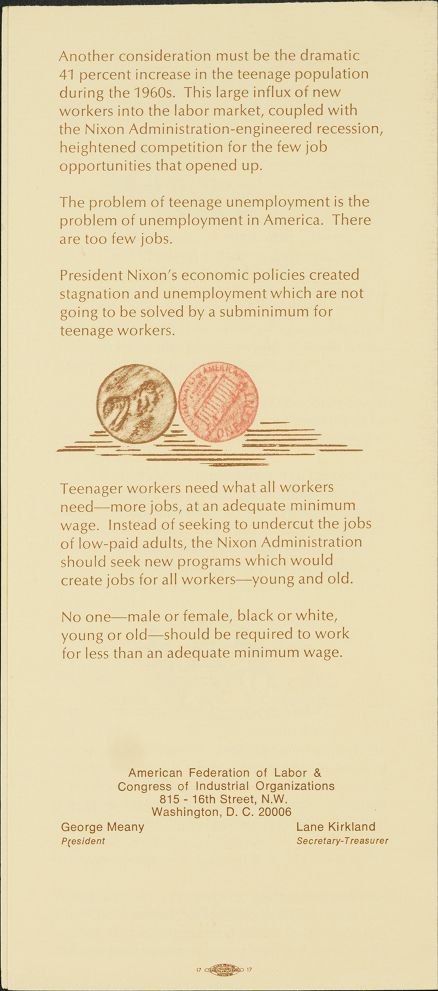 Another consideration must be the dramatic
41 percent increase in the teenage population
during the 1960s. This large influx of new
workers into the labor market, coupled with
the Nixon Administration-engineered recession,
heightened competition for the few job
opportunities that opened up.
The problem of teenage unemployment is the
problem of unemployment in America. There
are too few jobs.
President Nixon's economic policies created
stagnation and unemployment which are not
going to be solved by a subminimum for
teenage workers.
Teenager workers need what all workers
need—more jobs, at an adequate minimum
wage. Instead of seeking to undercut the jobs
of low-paid adults, the Nixon Administration
should seek new programs which would
create jobs for all workers—young and old.
No one—male or female, black or white,
young or old—should be required to work
for less than an adequate minimum wage.
American Federation of Labor &
Congress of Industrial Organizations
815 - 16th Street, N.W.
Washington, D. C. 20006
George Meany
President
Lane Kirkland
Secretary-Treasurer
17 17